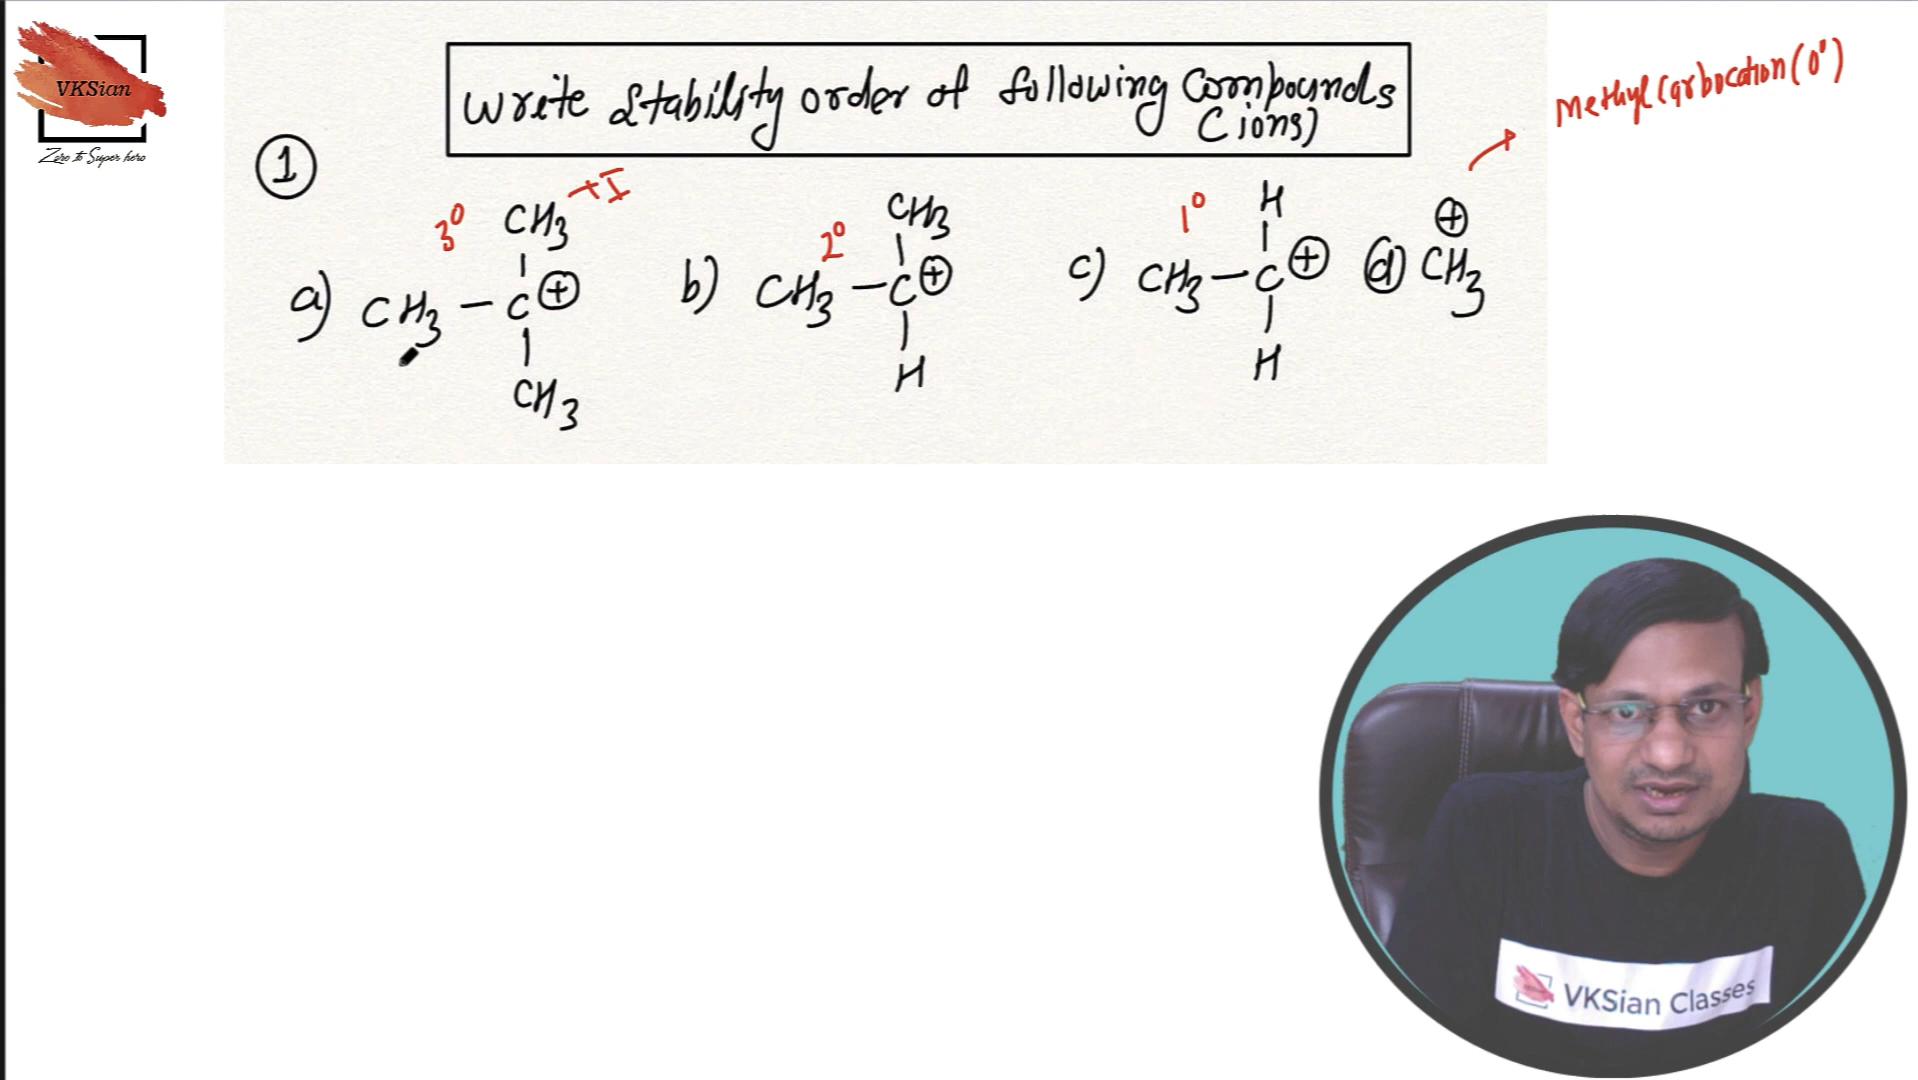 VKSian
Zero to Super hero
Write stability order of following Compounds
(ions)
Methyl Carbocation (0°)
①
3° CH3 +I
2° CH3
1° H
⊕
a) CH3 — C ⊕
b) CH3 — C ⊕
c) CH3 — C ⊕
d) CH3
CH3
H
H
VKSian Classes